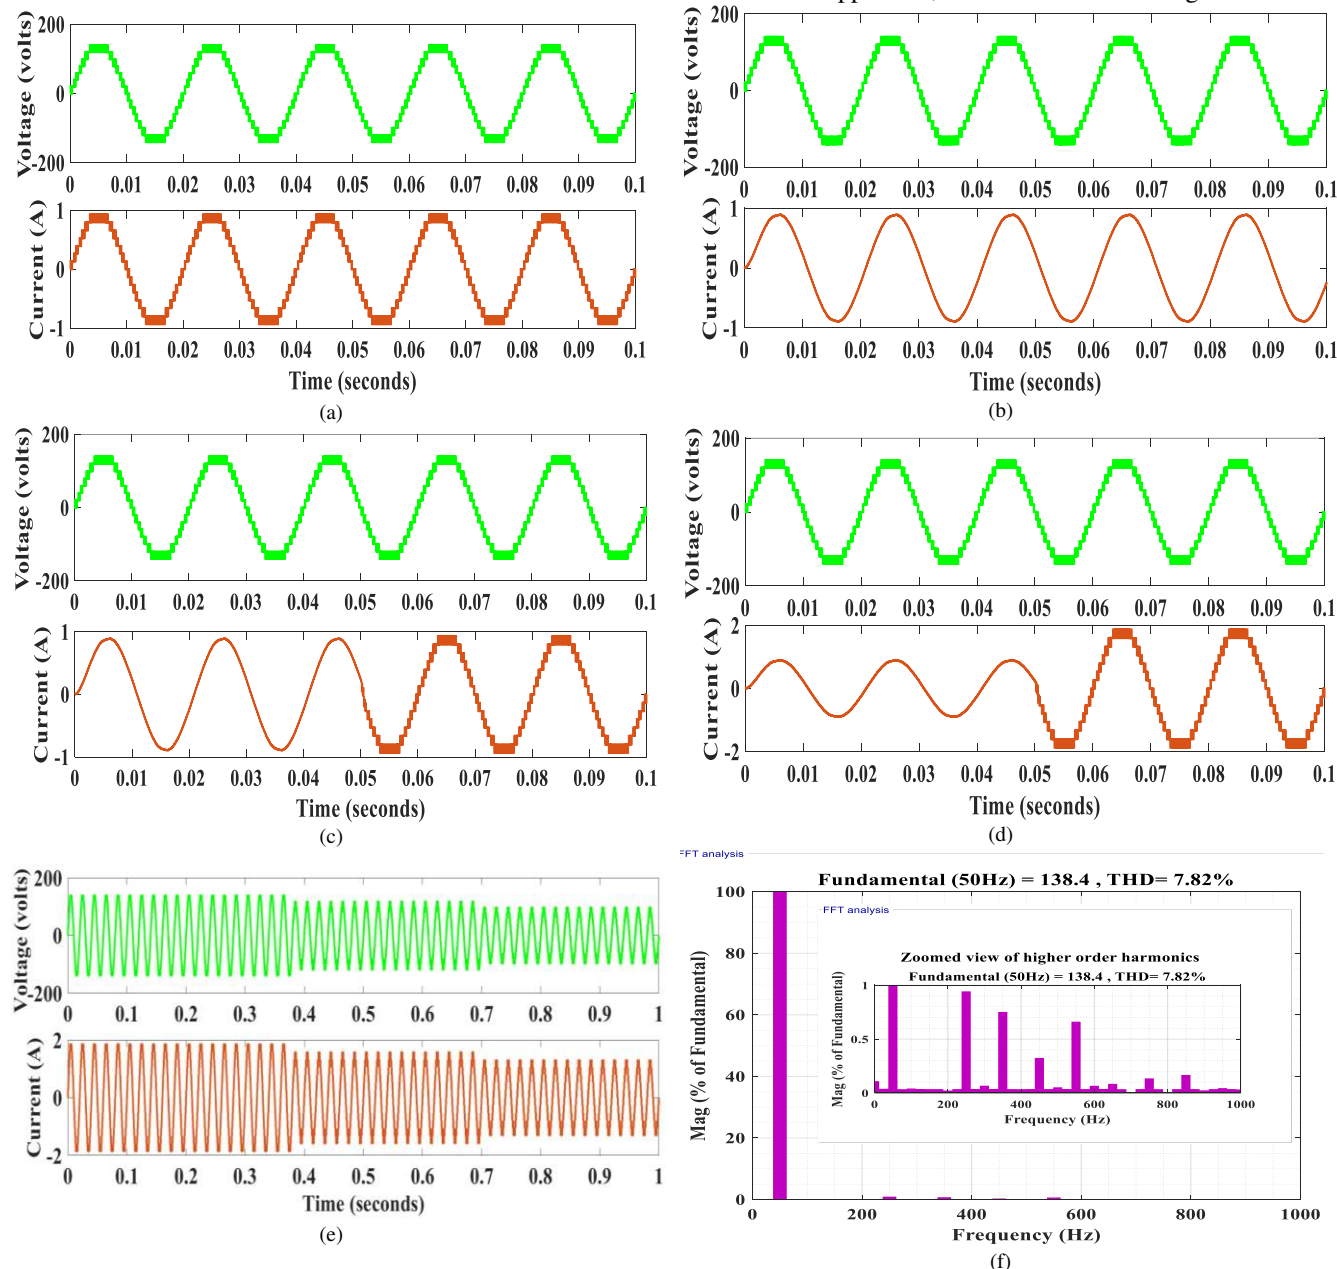 200
0
-200
Voltage (volts)
0 0.01 0.02 0.03 0.04 0.05 0.06 0.07 0.08 0.09 0.1
1
0
-1
Current (A)
0 0.01 0.02 0.03 0.04 0.05 0.06 0.07 0.08 0.09 0.1
Time (seconds)
(a)
200
0
-200
Voltage (volts)
0 0.01 0.02 0.03 0.04 0.05 0.06 0.07 0.08 0.09 0.1
1
0
-1
Current (A)
0 0.01 0.02 0.03 0.04 0.05 0.06 0.07 0.08 0.09 0.1
Time (seconds)
(b)
200
0
-200
Voltage (volts)
0 0.01 0.02 0.03 0.04 0.05 0.06 0.07 0.08 0.09 0.1
1
0
-1
Current (A)
0 0.01 0.02 0.03 0.04 0.05 0.06 0.07 0.08 0.09 0.1
Time (seconds)
(c)
200
0
-200
Voltage (volts)
0 0.01 0.02 0.03 0.04 0.05 0.06 0.07 0.08 0.09 0.1
2
0
-2
Current (A)
0 0.01 0.02 0.03 0.04 0.05 0.06 0.07 0.08 0.09 0.1
Time (seconds)
(d)
200
0
-200
Voltage (volts)
0 0.1 0.2 0.3 0.4 0.5 0.6 0.7 0.8 0.9 1
2
0
-2
Current (A)
0 0.1 0.2 0.3 0.4 0.5 0.6 0.7 0.8 0.9 1
Time (seconds)
(e)
FFT analysis
Fundamental (50Hz) = 138.4 , THD= 7.82%
100
80
60
40
20
0
Mag (% of Fundamental)
FFT analysis
Zoomed view of higher order harmonics
Fundamental (50Hz) = 138.4 , THD= 7.82%
1
0.5
0
Mag (% of Fundamental)
0 200 400 600 800 1000
Frequency (Hz)
0 200 400 600 800 1000
Frequency (Hz)
(f)